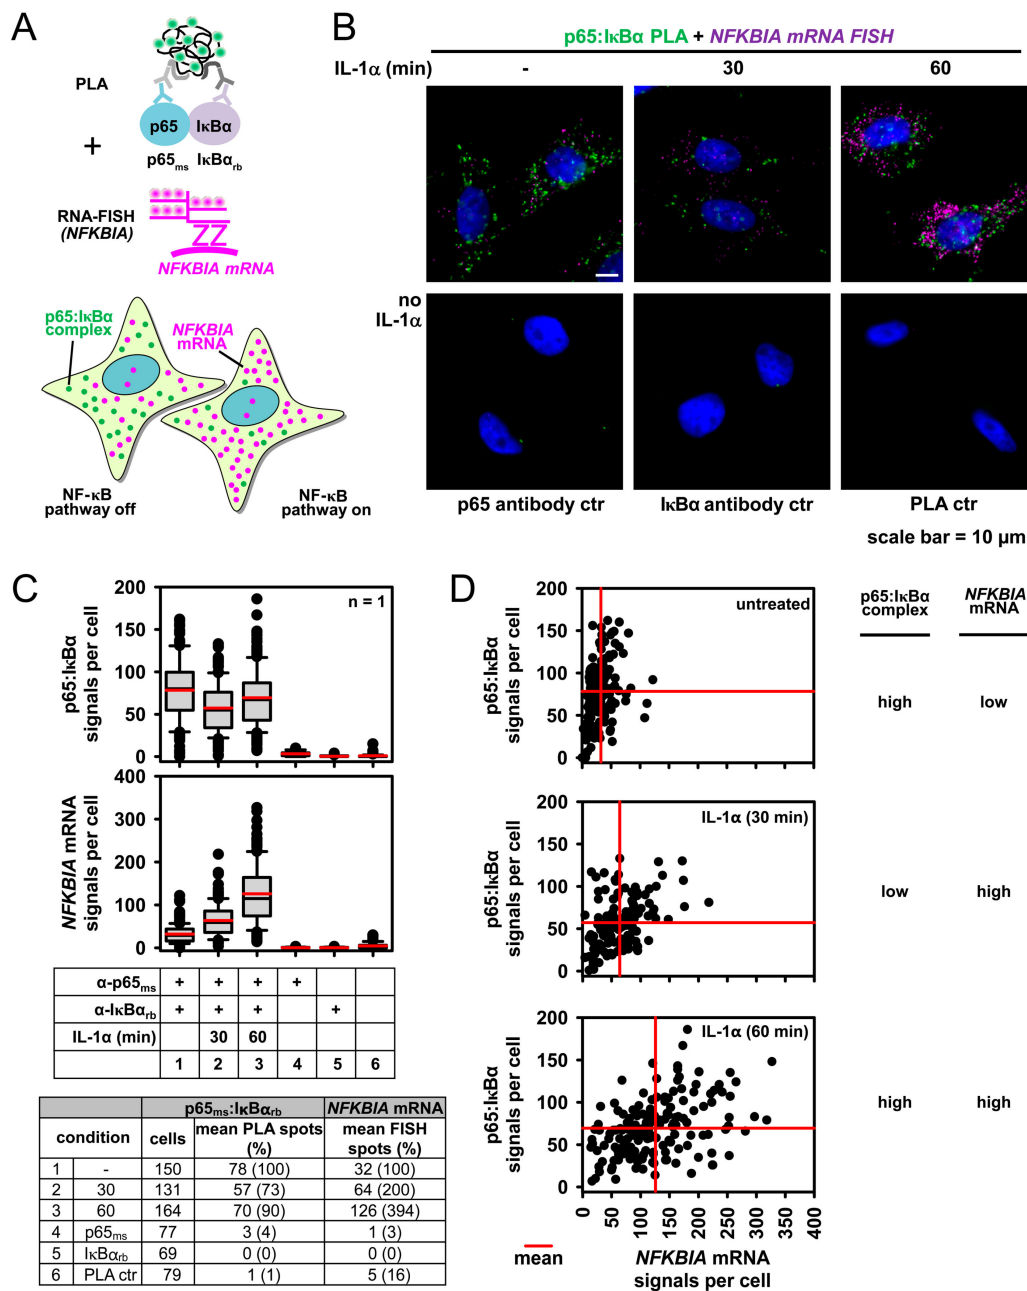 A
PLA
+
p65
IκBα
p65ms IκBαrb
RNA-FISH
(NFKBIA)
ZZ
NFKBIA mRNA
p65:IκBα
complex
NFKBIA
mRNA
NF-κB
pathway off
NF-κB
pathway on
B
p65:IκBα PLA + NFKBIA mRNA FISH
IL-1α (min) - 30 60
no
IL-1α
p65 antibody ctr
IκBα antibody ctr
PLA ctr
scale bar = 10 µm
C
p65:IκBα
signals per cell
200
150
100
50
0
n = 1
NFKBIA mRNA
signals per cell
400
300
200
100
0
α-p65ms + + + +
α-IκBαrb + + + +
IL-1α (min) 30 60
1 2 3 4 5 6
p65ms:IκBαrb NFKBIA mRNA
condition cells mean PLA spots (%) mean FISH spots (%)
1 - 150 78 (100) 32 (100)
2 30 131 57 (73) 64 (200)
3 60 164 70 (90) 126 (394)
4 p65ms 77 3 (4) 1 (3)
5 IκBαrb 69 0 (0) 0 (0)
6 PLA ctr 79 1 (1) 5 (16)
D
p65:IκBα
signals per cell
200
150
100
50
0
untreated
p65:IκBα
complex
NFKBIA
mRNA
high low
p65:IκBα
signals per cell
200
150
100
50
0
IL-1α (30 min)
low high
p65:IκBα
signals per cell
200
150
100
50
0
IL-1α (60 min)
high high
0 50 100 150 200 250 300 350 400
mean
NFKBIA mRNA
signals per cell